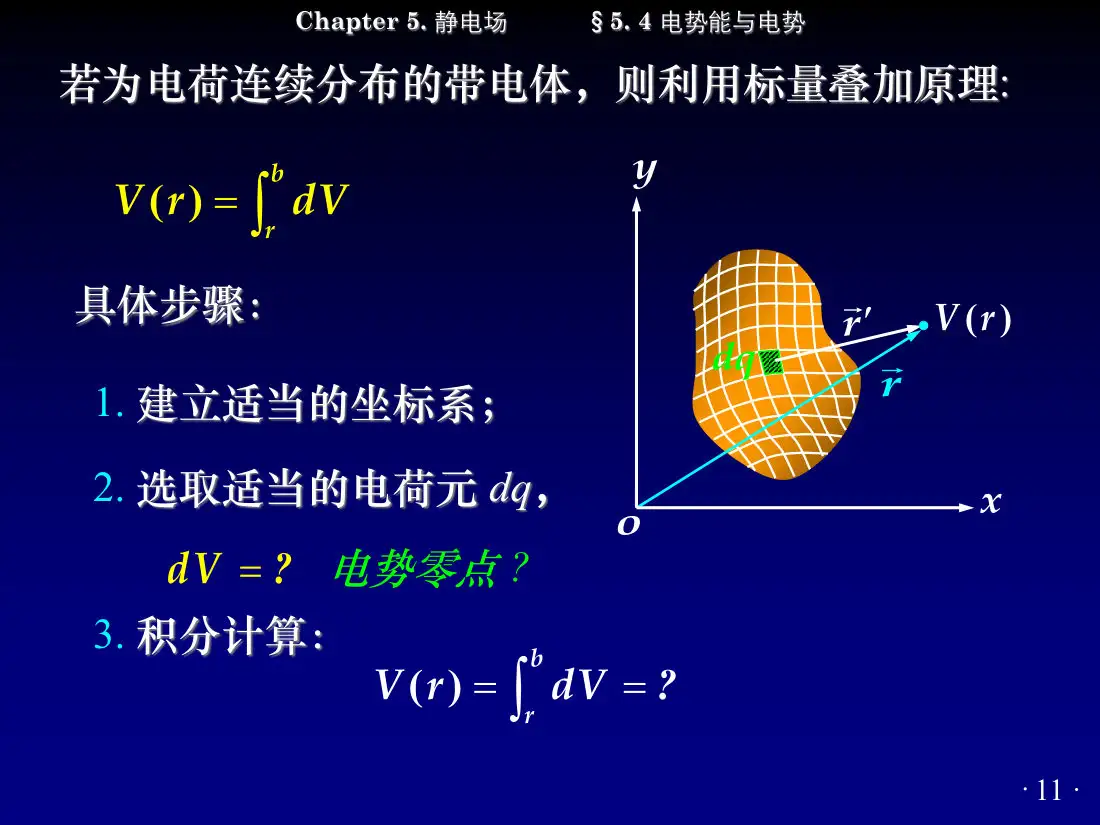 Chapter 5. 静电场 §5. 4 电势能与电势
若为电荷连续分布的带电体，则利用标量叠加原理:
V(r) = ∫_r^b dV
具体步骤：
1. 建立适当的坐标系；
2. 选取适当的电荷元 dq，
dV = ? 电势零点？
3. 积分计算：
V(r) = ∫_r^b dV = ?
y
r⃗′
V(r)
dq
r⃗
o
x
· 11 ·